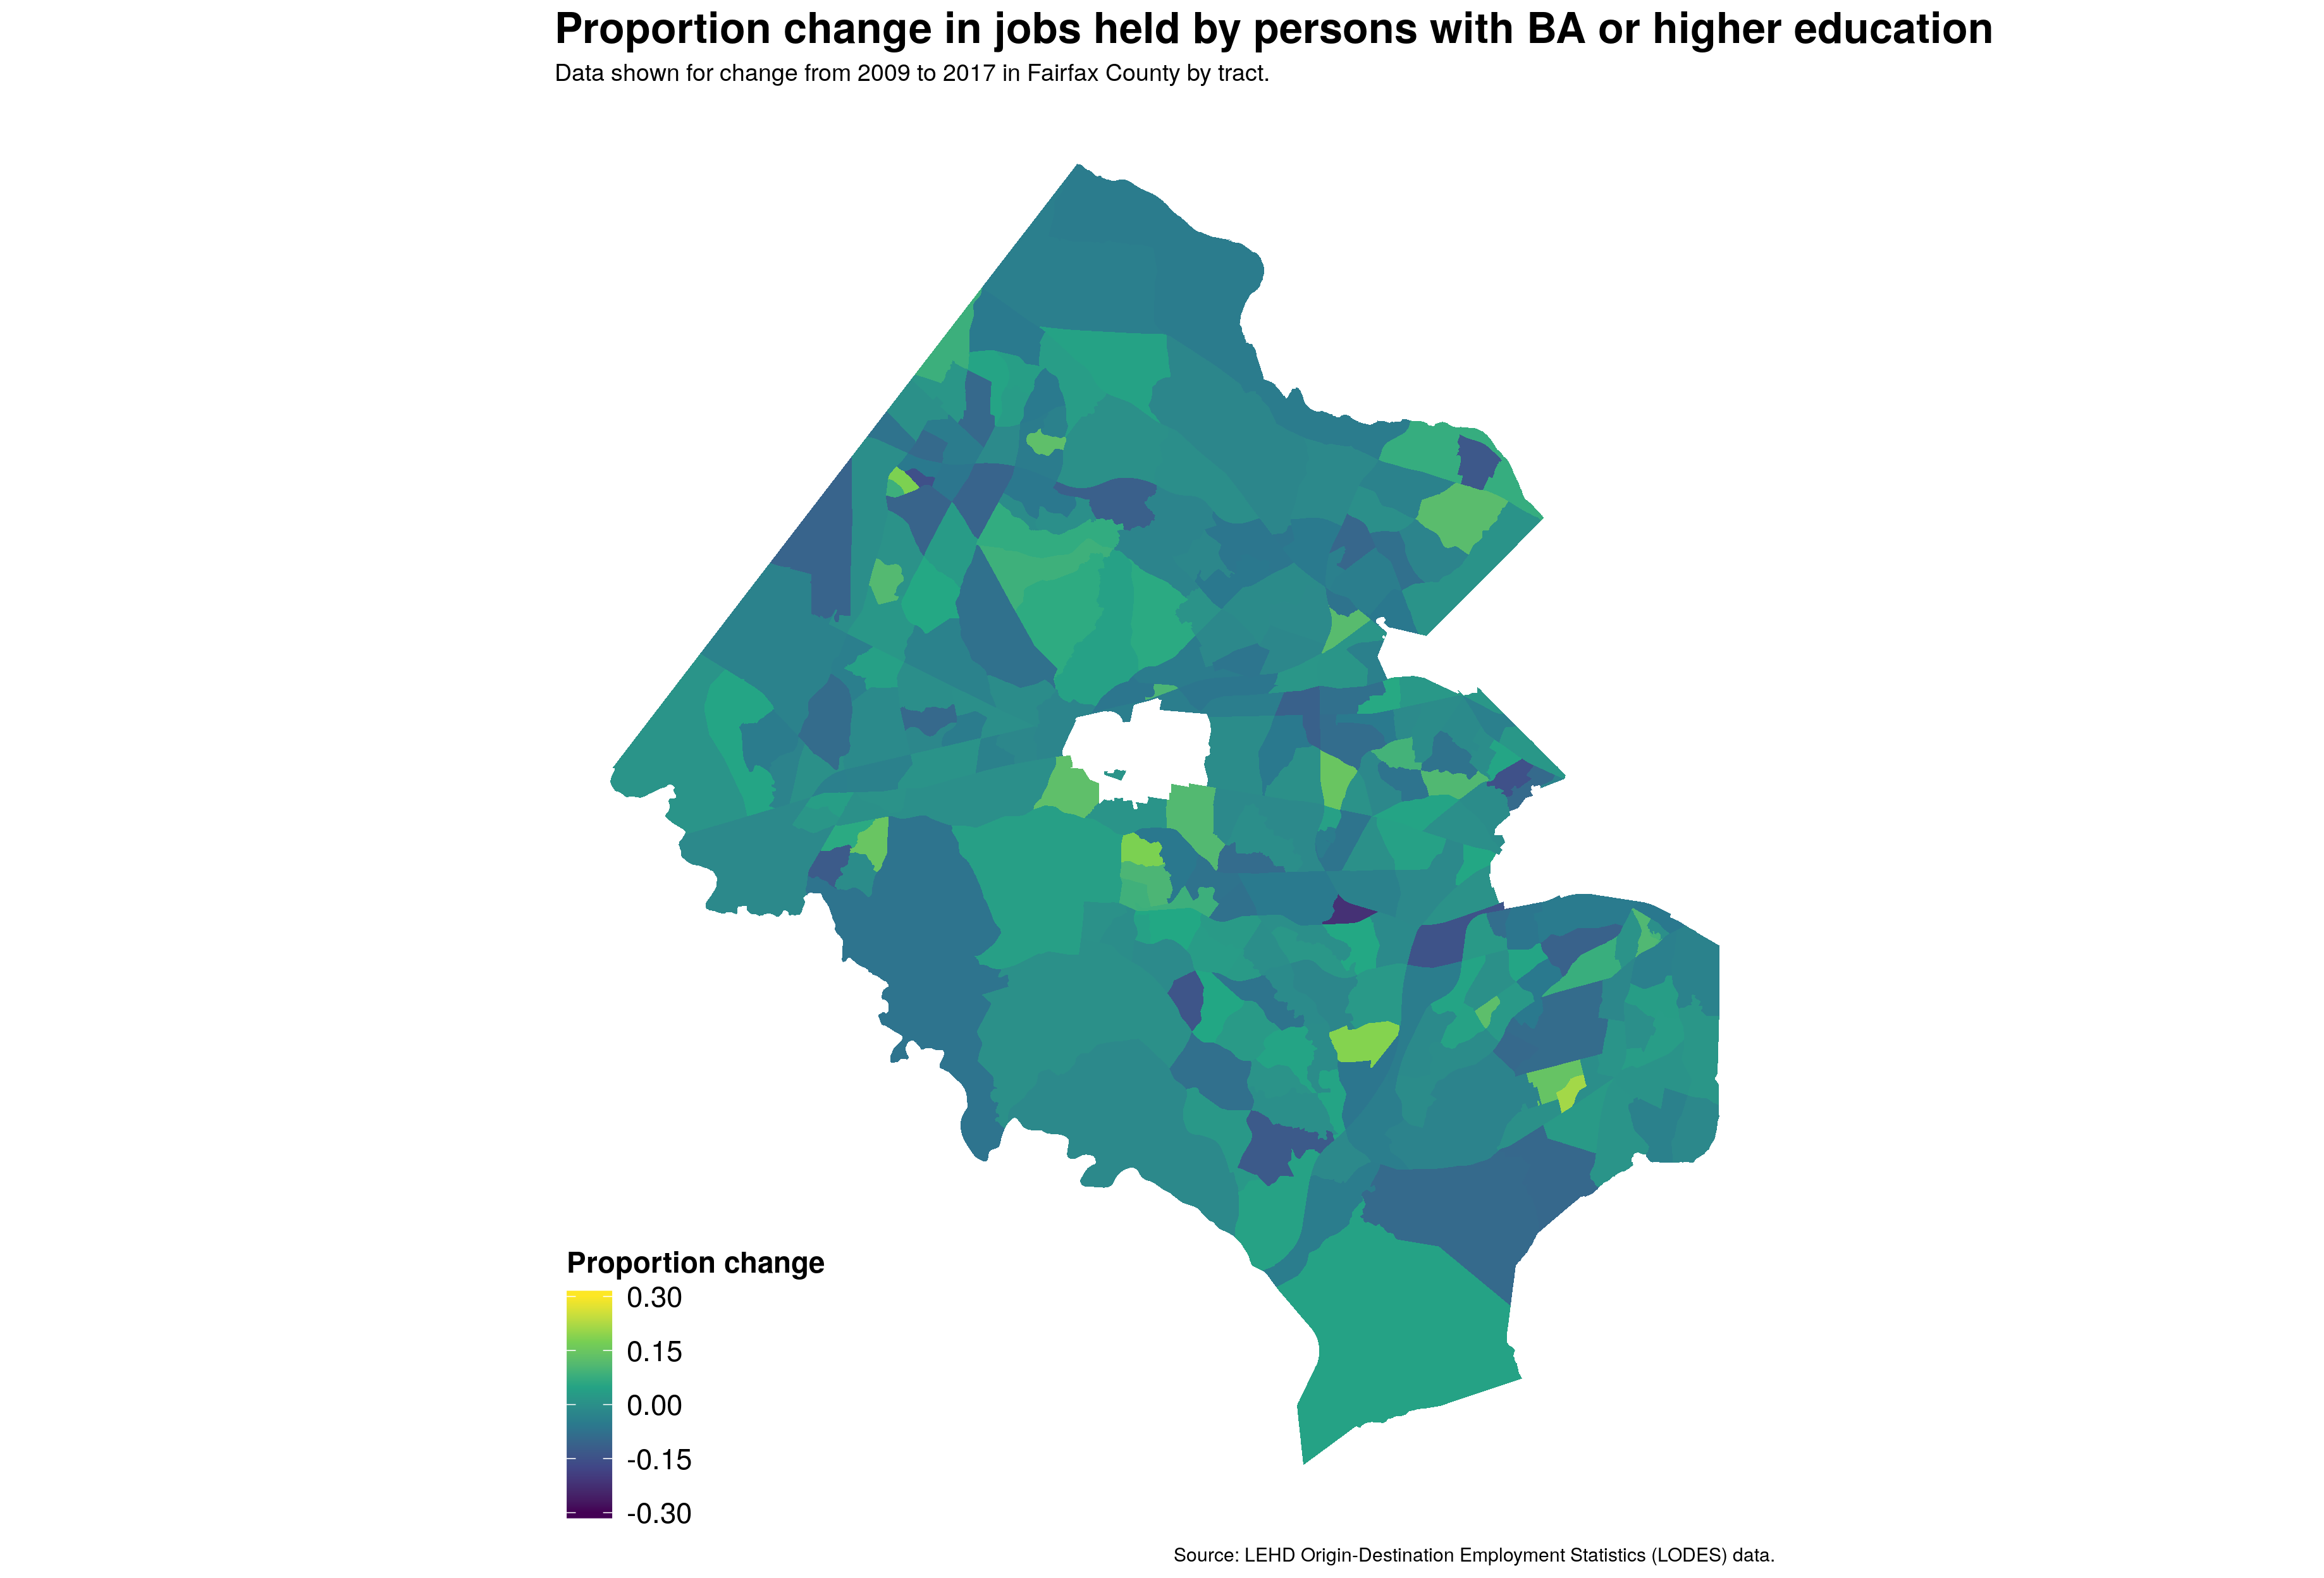 Proportion change in jobs held by persons with BA or higher education
Data shown for change from 2009 to 2017 in Fairfax County by tract.
Proportion change
0.30
0.15
0.00
-0.15
-0.30
Source: LEHD Origin-Destination Employment Statistics (LODES) data.